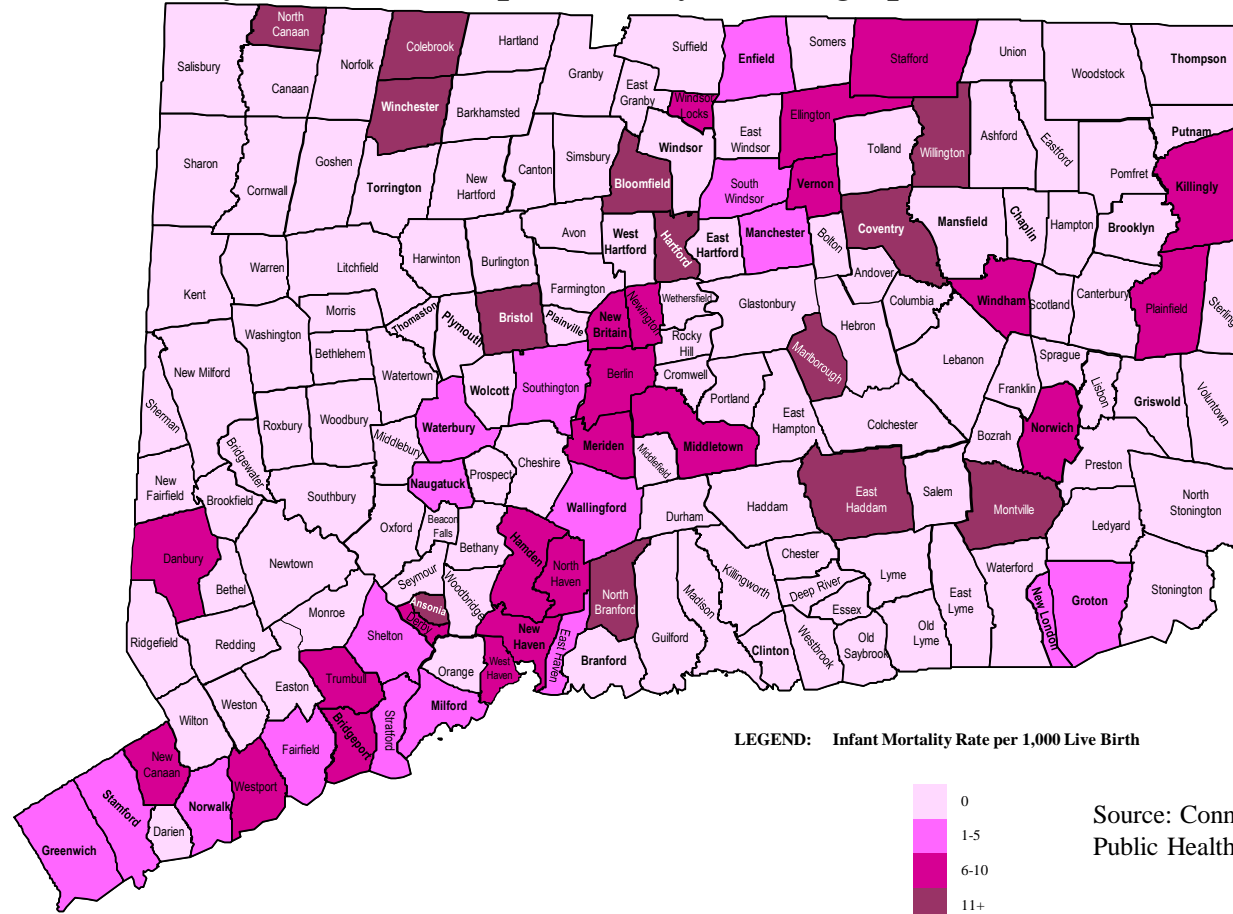 North
Canaan
Colebrook
Hartland
Suffield
Enfield
Somers
Stafford
Union
Woodstock
Thompson
Salisbury
Canaan
Norfolk
Winchester
Barkhamsted
Granby
East
Granby
Windsor
Locks
East
Windsor
Ellington
Tolland
Willington
Ashford
Eastford
Putnam
Pomfret
Killingly
Sharon
Cornwall
Goshen
Torrington
New
Hartford
Canton
Simsbury
Bloomfield
Windsor
South
Windsor
Vernon
Coventry
Mansfield
Chaplin
Hampton
Brooklyn
Kent
Warren
Litchfield
Harwinton
Burlington
Avon
West
Hartford
Hartford
East
Hartford
Manchester
Bolton
Andover
Columbia
Windham
Scotland
Canterbury
Plainfield
Washington
Morris
Thomaston
Plymouth
Bristol
Plainville
Farmington
New
Britain
Newington
Wethersfield
Rocky
Hill
Cromwell
Glastonbury
Hebron
Marlborough
Lebanon
Franklin
Sprague
Lisbon
Griswold
Voluntown
New Milford
Sherman
Bethlehem
Watertown
Wolcott
Southington
Berlin
Portland
East
Hampton
Colchester
Bozrah
Norwich
Preston
North
Stonington
Roxbury
Woodbury
Bridgewater
Middlebury
Waterbury
Cheshire
Meriden
Middlefield
Middletown
New
Fairfield
Brookfield
Southbury
Naugatuck
Prospect
Wallingford
Durham
Haddam
East
Haddam
Salem
Montville
Ledyard
Danbury
Bethel
Newtown
Oxford
Beacon
Falls
Bethany
Hamden
North
Haven
North
Branford
Guilford
Madison
Killingworth
Chester
Deep River
Essex
Lyme
East
Lyme
Waterford
New London
Groton
Stonington
Ridgefield
Redding
Monroe
Seymour
Ansonia
Derby
Woodbridge
Shelton
Orange
West
Haven
New
Haven
East Haven
Branford
Clinton
Westbrook
Old
Saybrook
Old
Lyme
Wilton
Weston
Easton
Trumbull
Bridgeport
Stratford
Milford
Fairfield
New
Canaan
Westport
Norwalk
Darien
Stamford
Greenwich
LEGEND: Infant Mortality Rate per 1,000 Live Birth
0
1-5
6-10
11+
Source: Conn
Public Health